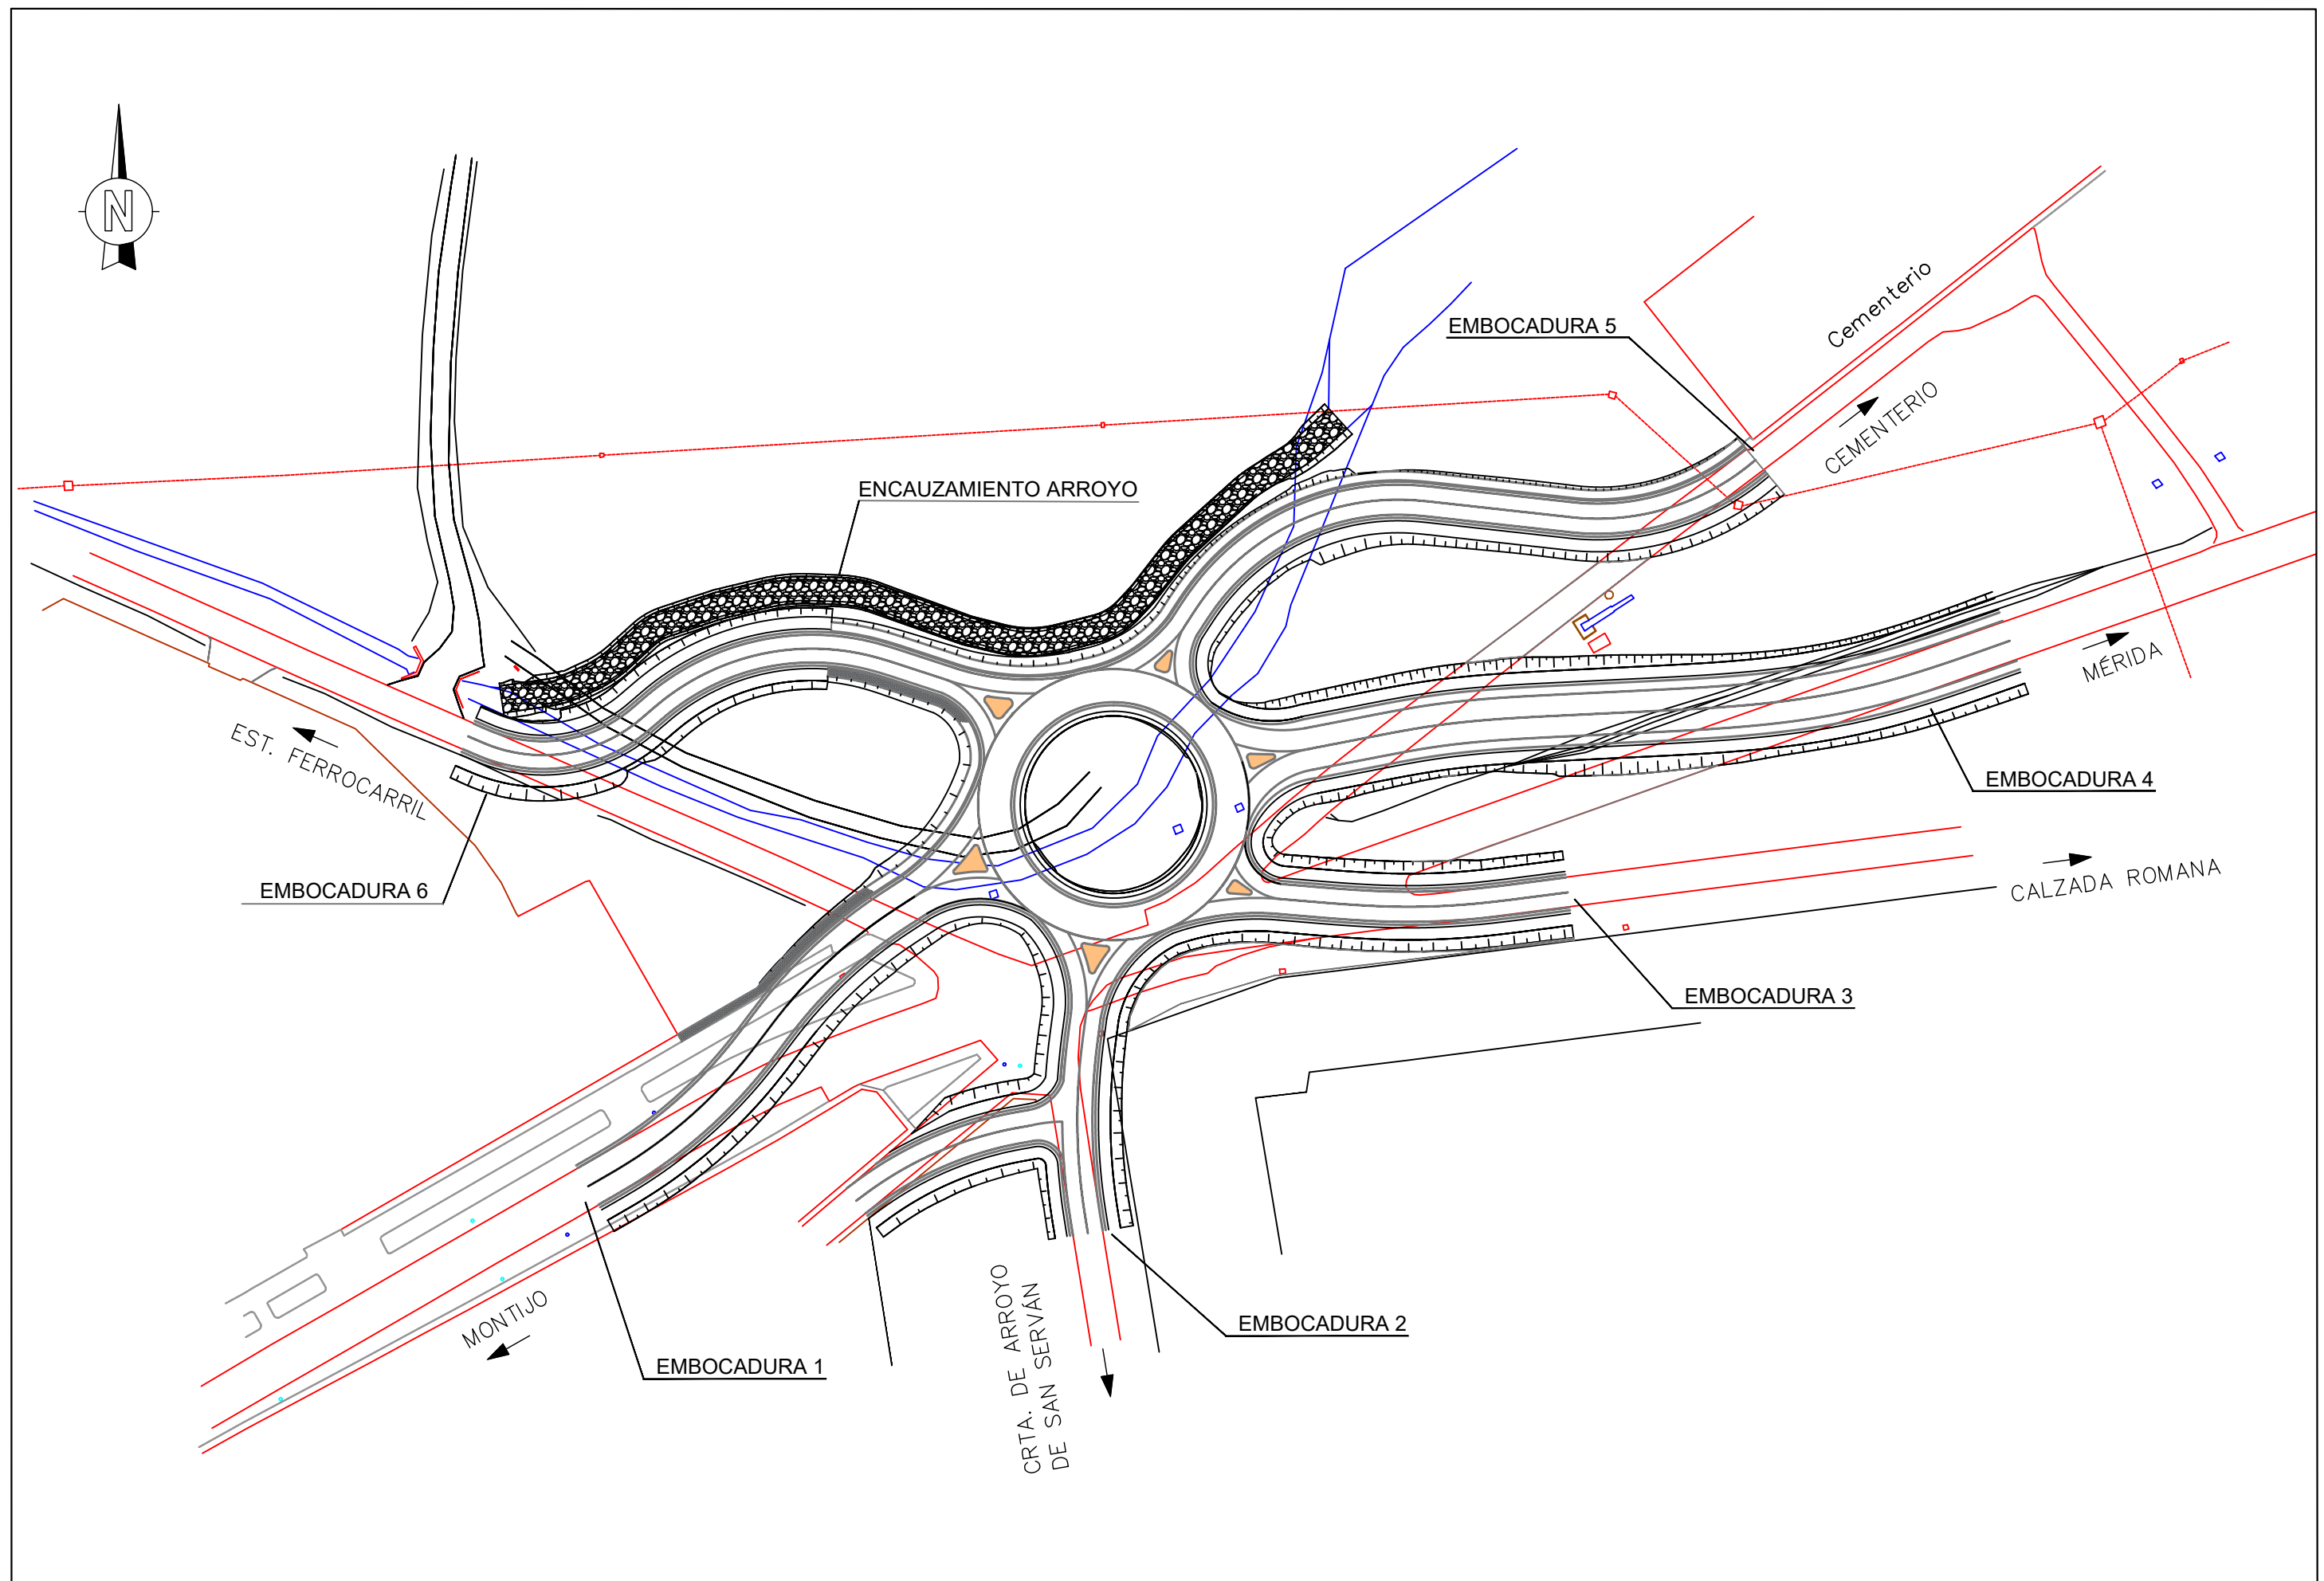 N
EMBOCADURA 5
Cementerio
CEMENTERIO
ENCAUZAMIENTO ARROYO
MÉRIDA
EST. FERROCARRIL
EMBOCADURA 4
EMBOCADURA 6
CALZADA ROMANA
EMBOCADURA 3
MONTIJO
CRTA. DE ARROYO
DE SAN SERVÁN
EMBOCADURA 2
EMBOCADURA 1